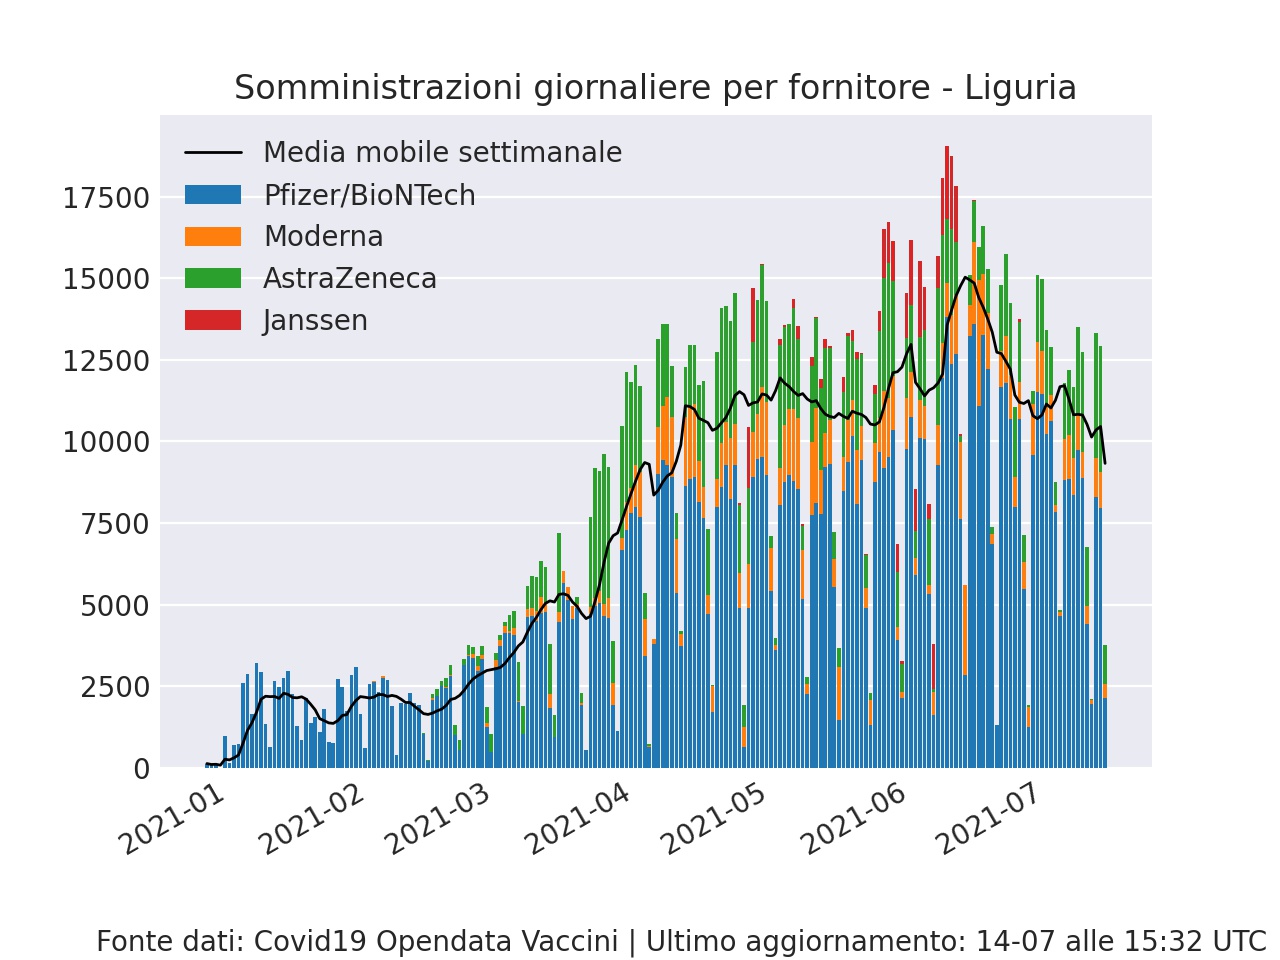 Somministrazioni giornaliere per fornitore - Liguria
Media mobile settimanale
Pfizer/BioNTech
Moderna
AstraZeneca
Janssen
17500
15000
12500
10000
7500
5000
2500
0
2021-01
2021-02
2021-03
2021-04
2021-05
2021-06
2021-07
Fonte dati: Covid19 Opendata Vaccini | Ultimo aggiornamento: 14-07 alle 15:32 UTC